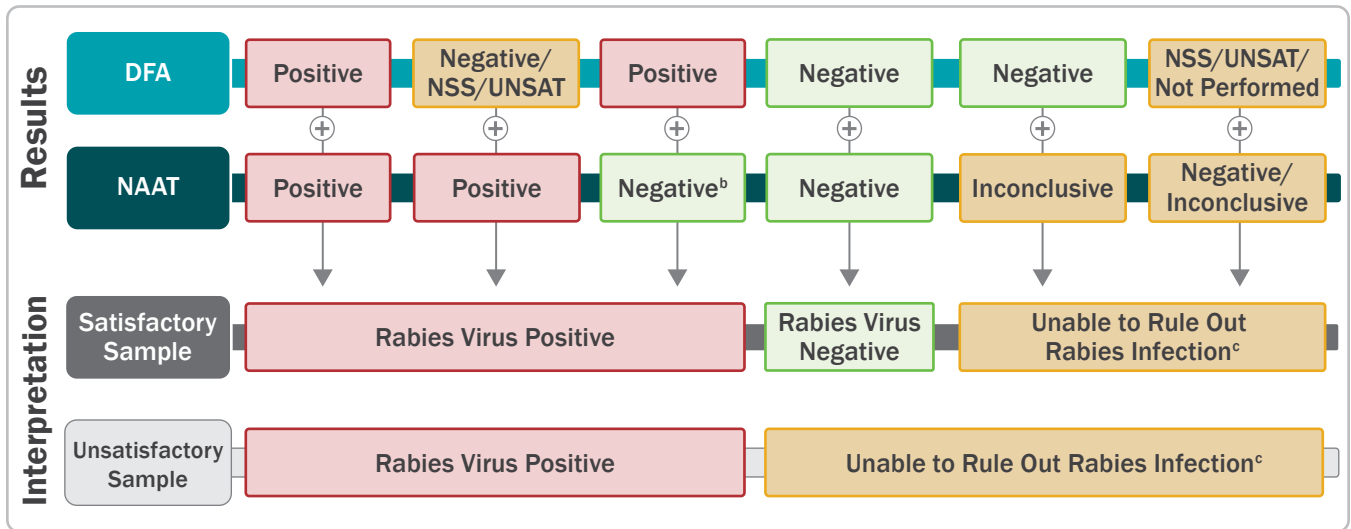 Results
DFA
Positive
Negative/
NSS/UNSAT
Positive
Negative
Negative
NSS/UNSAT/
Not Performed
+
+
+
+
+
+
NAAT
Positive
Positive
Negativeᵇ
Negative
Inconclusive
Negative/
Inconclusive
Interpretation
Satisfactory
Sample
Rabies Virus Positive
Rabies Virus
Negative
Unable to Rule Out
Rabies Infectionᶜ
Unsatisfactory
Sample
Rabies Virus Positive
Unable to Rule Out Rabies Infectionᶜ